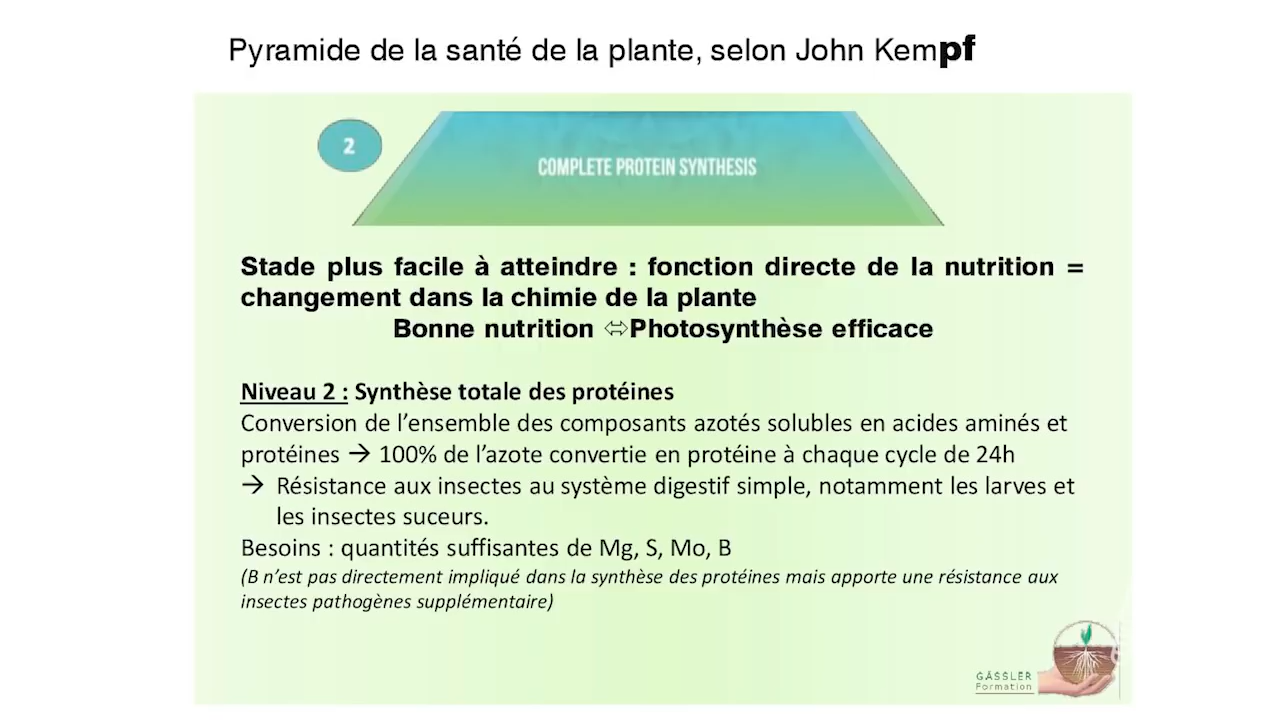 Pyramide de la santé de la plante, selon John Kempf
2
COMPLETE PROTEIN SYNTHESIS
Stade plus facile à atteindre : fonction directe de la nutrition =
changement dans la chimie de la plante
Bonne nutrition ⬄Photosynthèse efficace
Niveau 2 : Synthèse totale des protéines
Conversion de l’ensemble des composants azotés solubles en acides aminés et
protéines → 100% de l’azote convertie en protéine à chaque cycle de 24h
→ Résistance aux insectes au système digestif simple, notamment les larves et
les insectes suceurs.
Besoins : quantités suffisantes de Mg, S, Mo, B
(B n’est pas directement impliqué dans la synthèse des protéines mais apporte une résistance aux
insectes pathogènes supplémentaire)
GÄSSLER
Formation